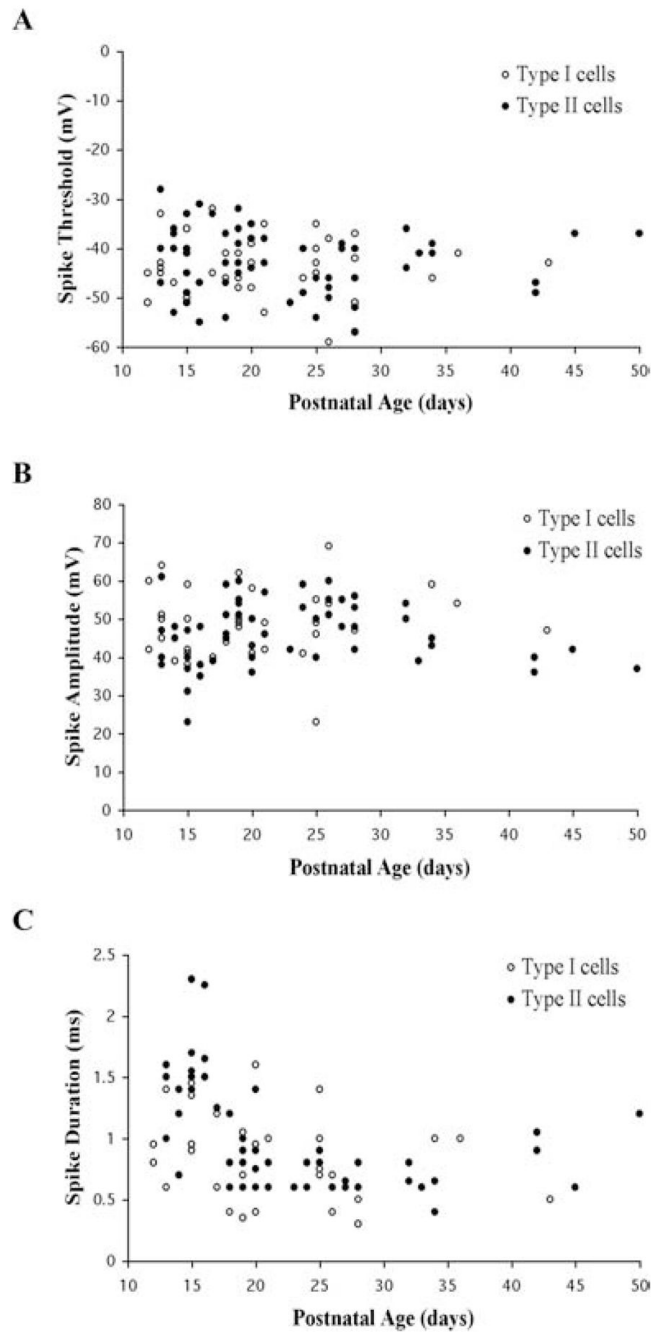 A
0
-10
-20
-30
-40
-50
-60
Spike Threshold (mV)
Type I cells
Type II cells
10 15 20 25 30 35 40 45 50
Postnatal Age (days)
B
80
70
60
50
40
30
20
10
0
Spike Amplitude (mV)
Type I cells
Type II cells
10 15 20 25 30 35 40 45 50
Postnatal Age (days)
C
2.5
2
1.5
1
0.5
0
Spike Duration (ms)
Type I cells
Type II cells
10 15 20 25 30 35 40 45 50
Postnatal Age (days)